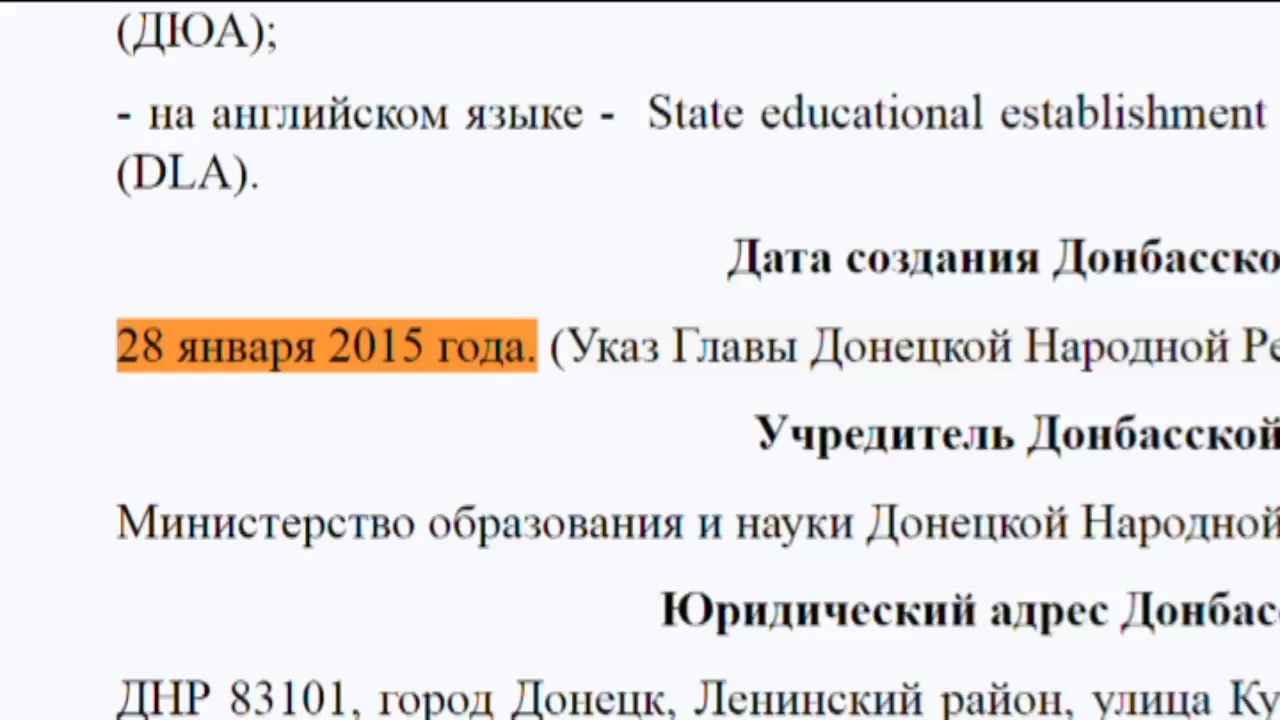 (ДЮА);
- на английском языке - State educational establishment
(DLA).
Дата создания Донбасско
28 января 2015 года. (Указ Главы Донецкой Народной Ре
Учредитель Донбасской
Министерство образования и науки Донецкой Народной
Юридический адрес Донбас
ДНР 83101, город Донецк, Ленинский район, улица Ку